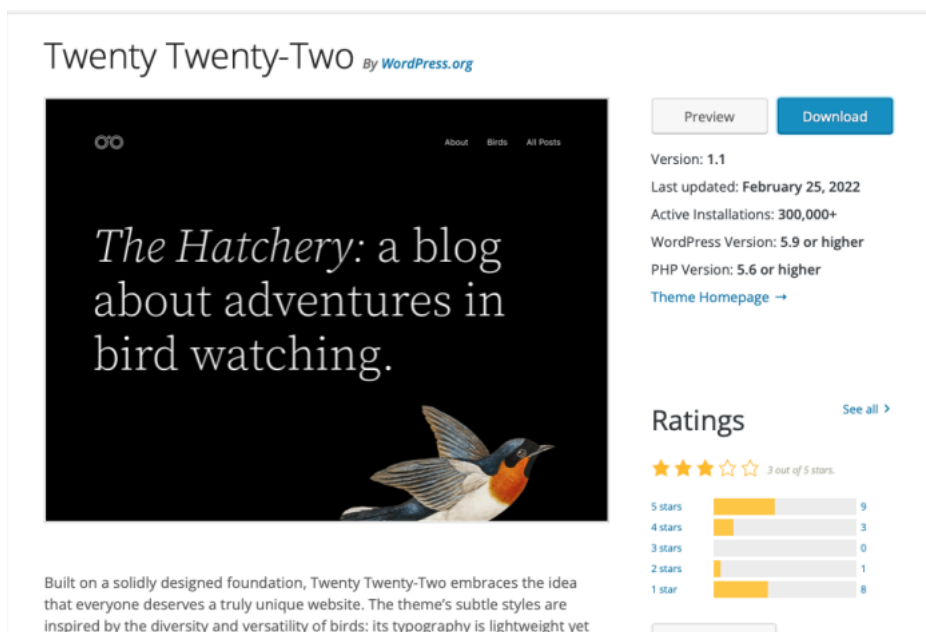 Twenty Twenty-Two By WordPress.org
About Birds All Posts
The Hatchery: a blog
about adventures in
bird watching.
Built on a solidly designed foundation, Twenty Twenty-Two embraces the idea
that everyone deserves a truly unique website. The theme's subtle styles are
inspired by the diversity and versatility of birds: its typography is lightweight yet
Preview Download
Version: 1.1
Last updated: February 25, 2022
Active Installations: 300,000+
WordPress Version: 5.9 or higher
PHP Version: 5.6 or higher
Theme Homepage →
Ratings See all >
3 out of 5 stars.
5 stars 9
4 stars 3
3 stars 0
2 stars 1
1 star 8